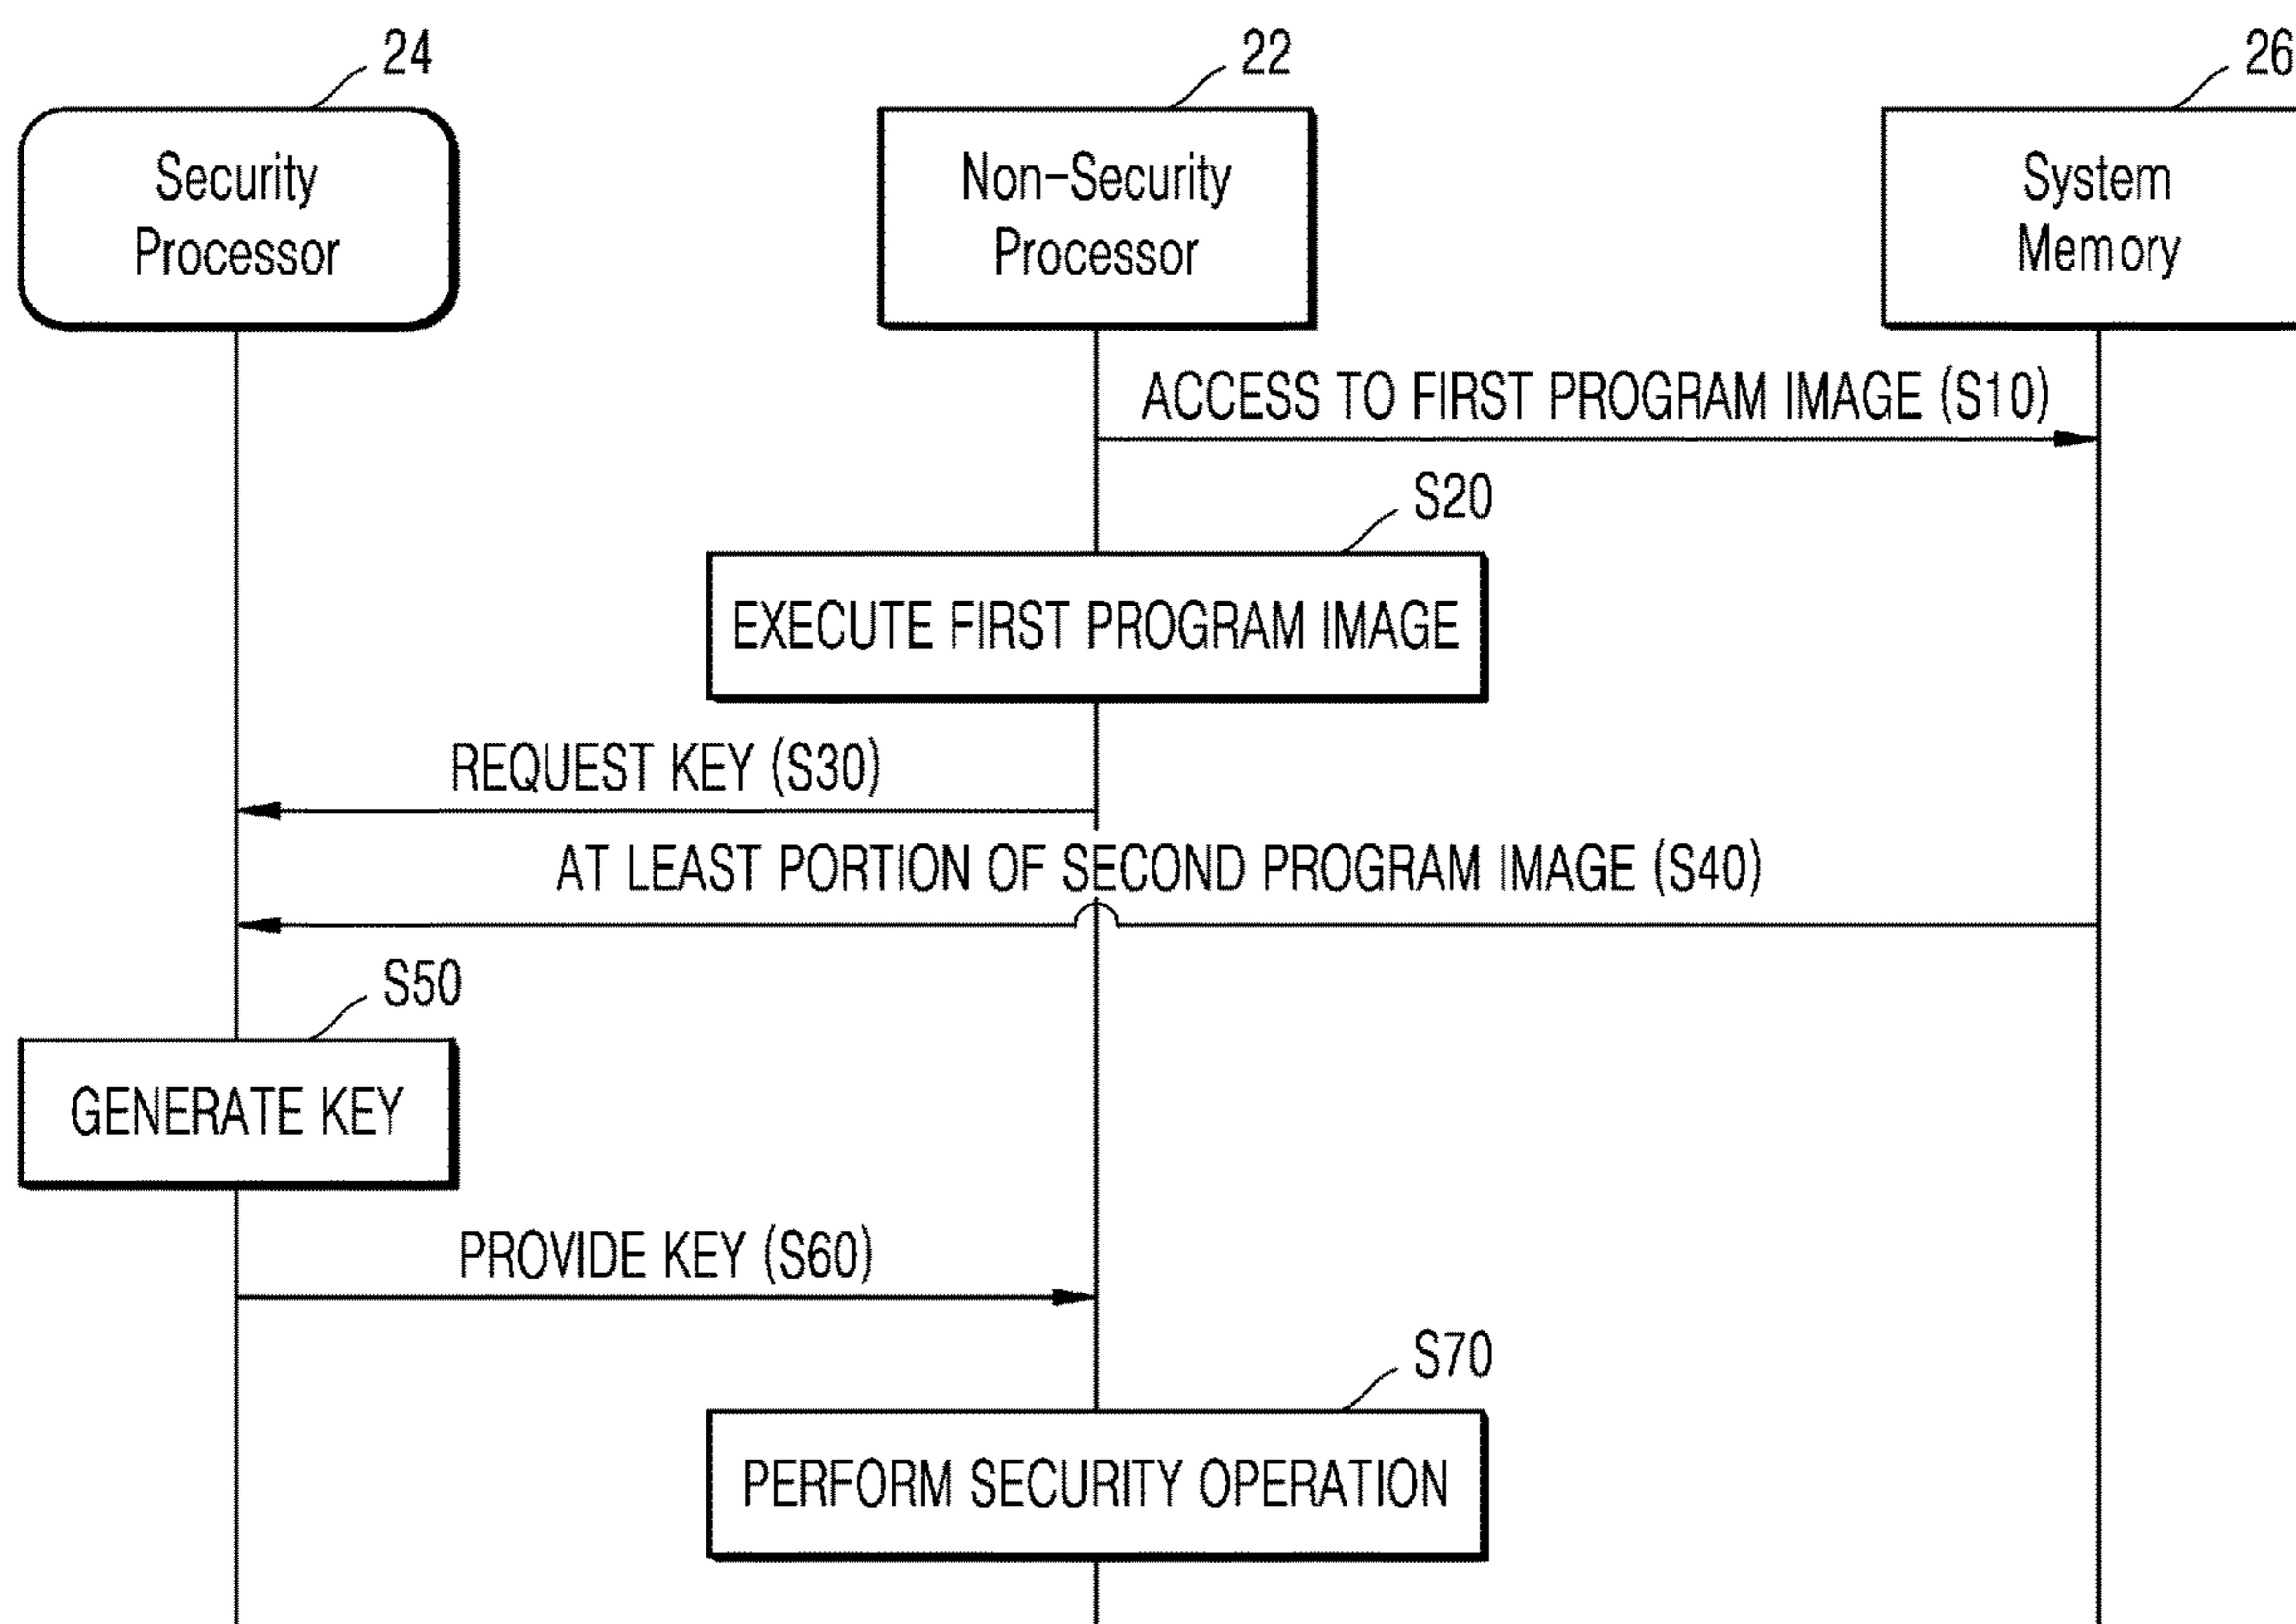 24
22
26
Security
Processor
Non-Security
Processor
System
Memory
ACCESS TO FIRST PROGRAM IMAGE (S10)
S20
EXECUTE FIRST PROGRAM IMAGE
REQUEST KEY (S30)
AT LEAST PORTION OF SECOND PROGRAM IMAGE (S40)
S50
GENERATE KEY
PROVIDE KEY (S60)
S70
PERFORM SECURITY OPERATION